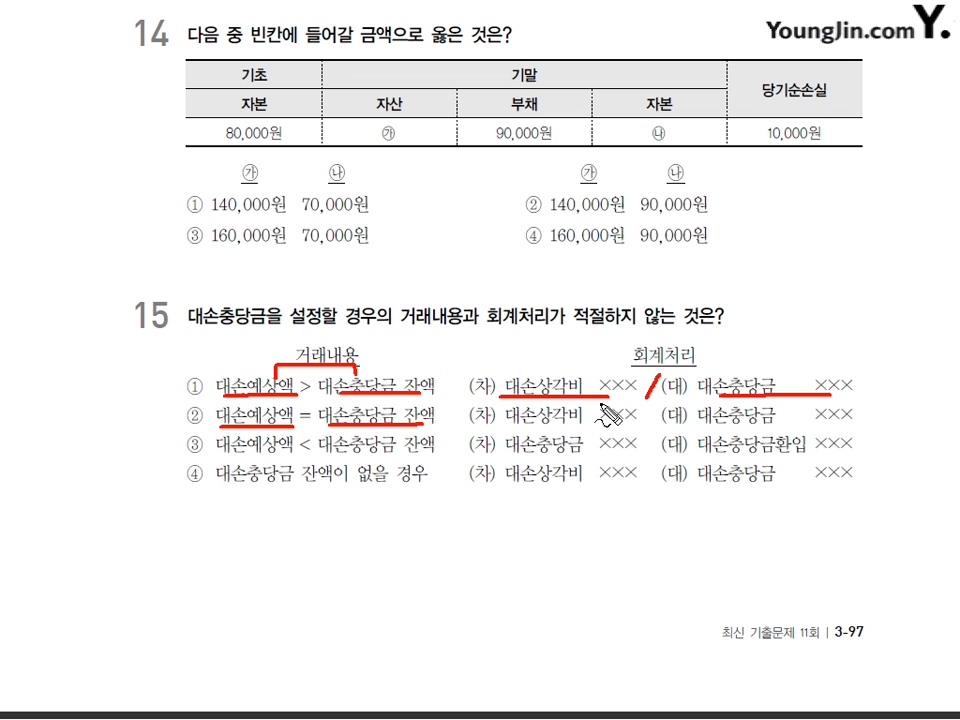 YoungJin.com Y.
14 다음 중 빈칸에 들어갈 금액으로 옳은 것은?
기초 기말 당기순손실
자본 자산 부채 자본
80,000원 ㉮ 90,000원 ㉯ 10,000원
㉮ ㉯ ㉮ ㉯
① 140,000원 70,000원 ② 140,000원 90,000원
③ 160,000원 70,000원 ④ 160,000원 90,000원
15 대손충당금을 설정할 경우의 거래내용과 회계처리가 적절하지 않는 것은?
거래내용 회계처리
① 대손예상액 > 대손충당금 잔액 (차) 대손상각비 ××× (대) 대손충당금 ×××
② 대손예상액 = 대손충당금 잔액 (차) 대손상각비 ××× (대) 대손충당금 ×××
③ 대손예상액 < 대손충당금 잔액 (차) 대손충당금 ××× (대) 대손충당금환입 ×××
④ 대손충당금 잔액이 없을 경우 (차) 대손상각비 ××× (대) 대손충당금 ×××
최신 기출문제 11회 | 3-97